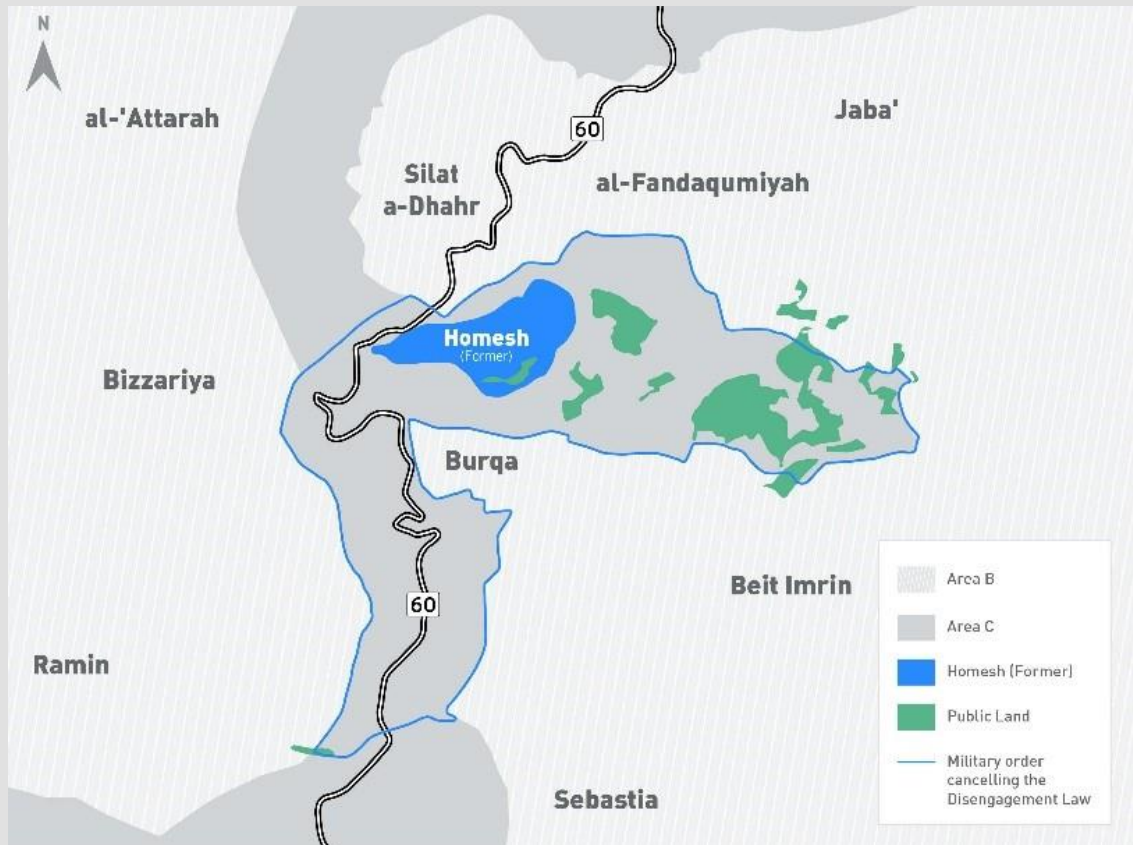 N
al-'Attarah
Jaba'
60
Silat
a-Dhahr
al-Fandaqumiyah
Homesh
(Former)
Bizzariya
Burqa
Beit Imrin
60
Ramin
Sebastia
Area B
Area C
Homesh (Former)
Public Land
Military order
cancelling the
Disengagement Law